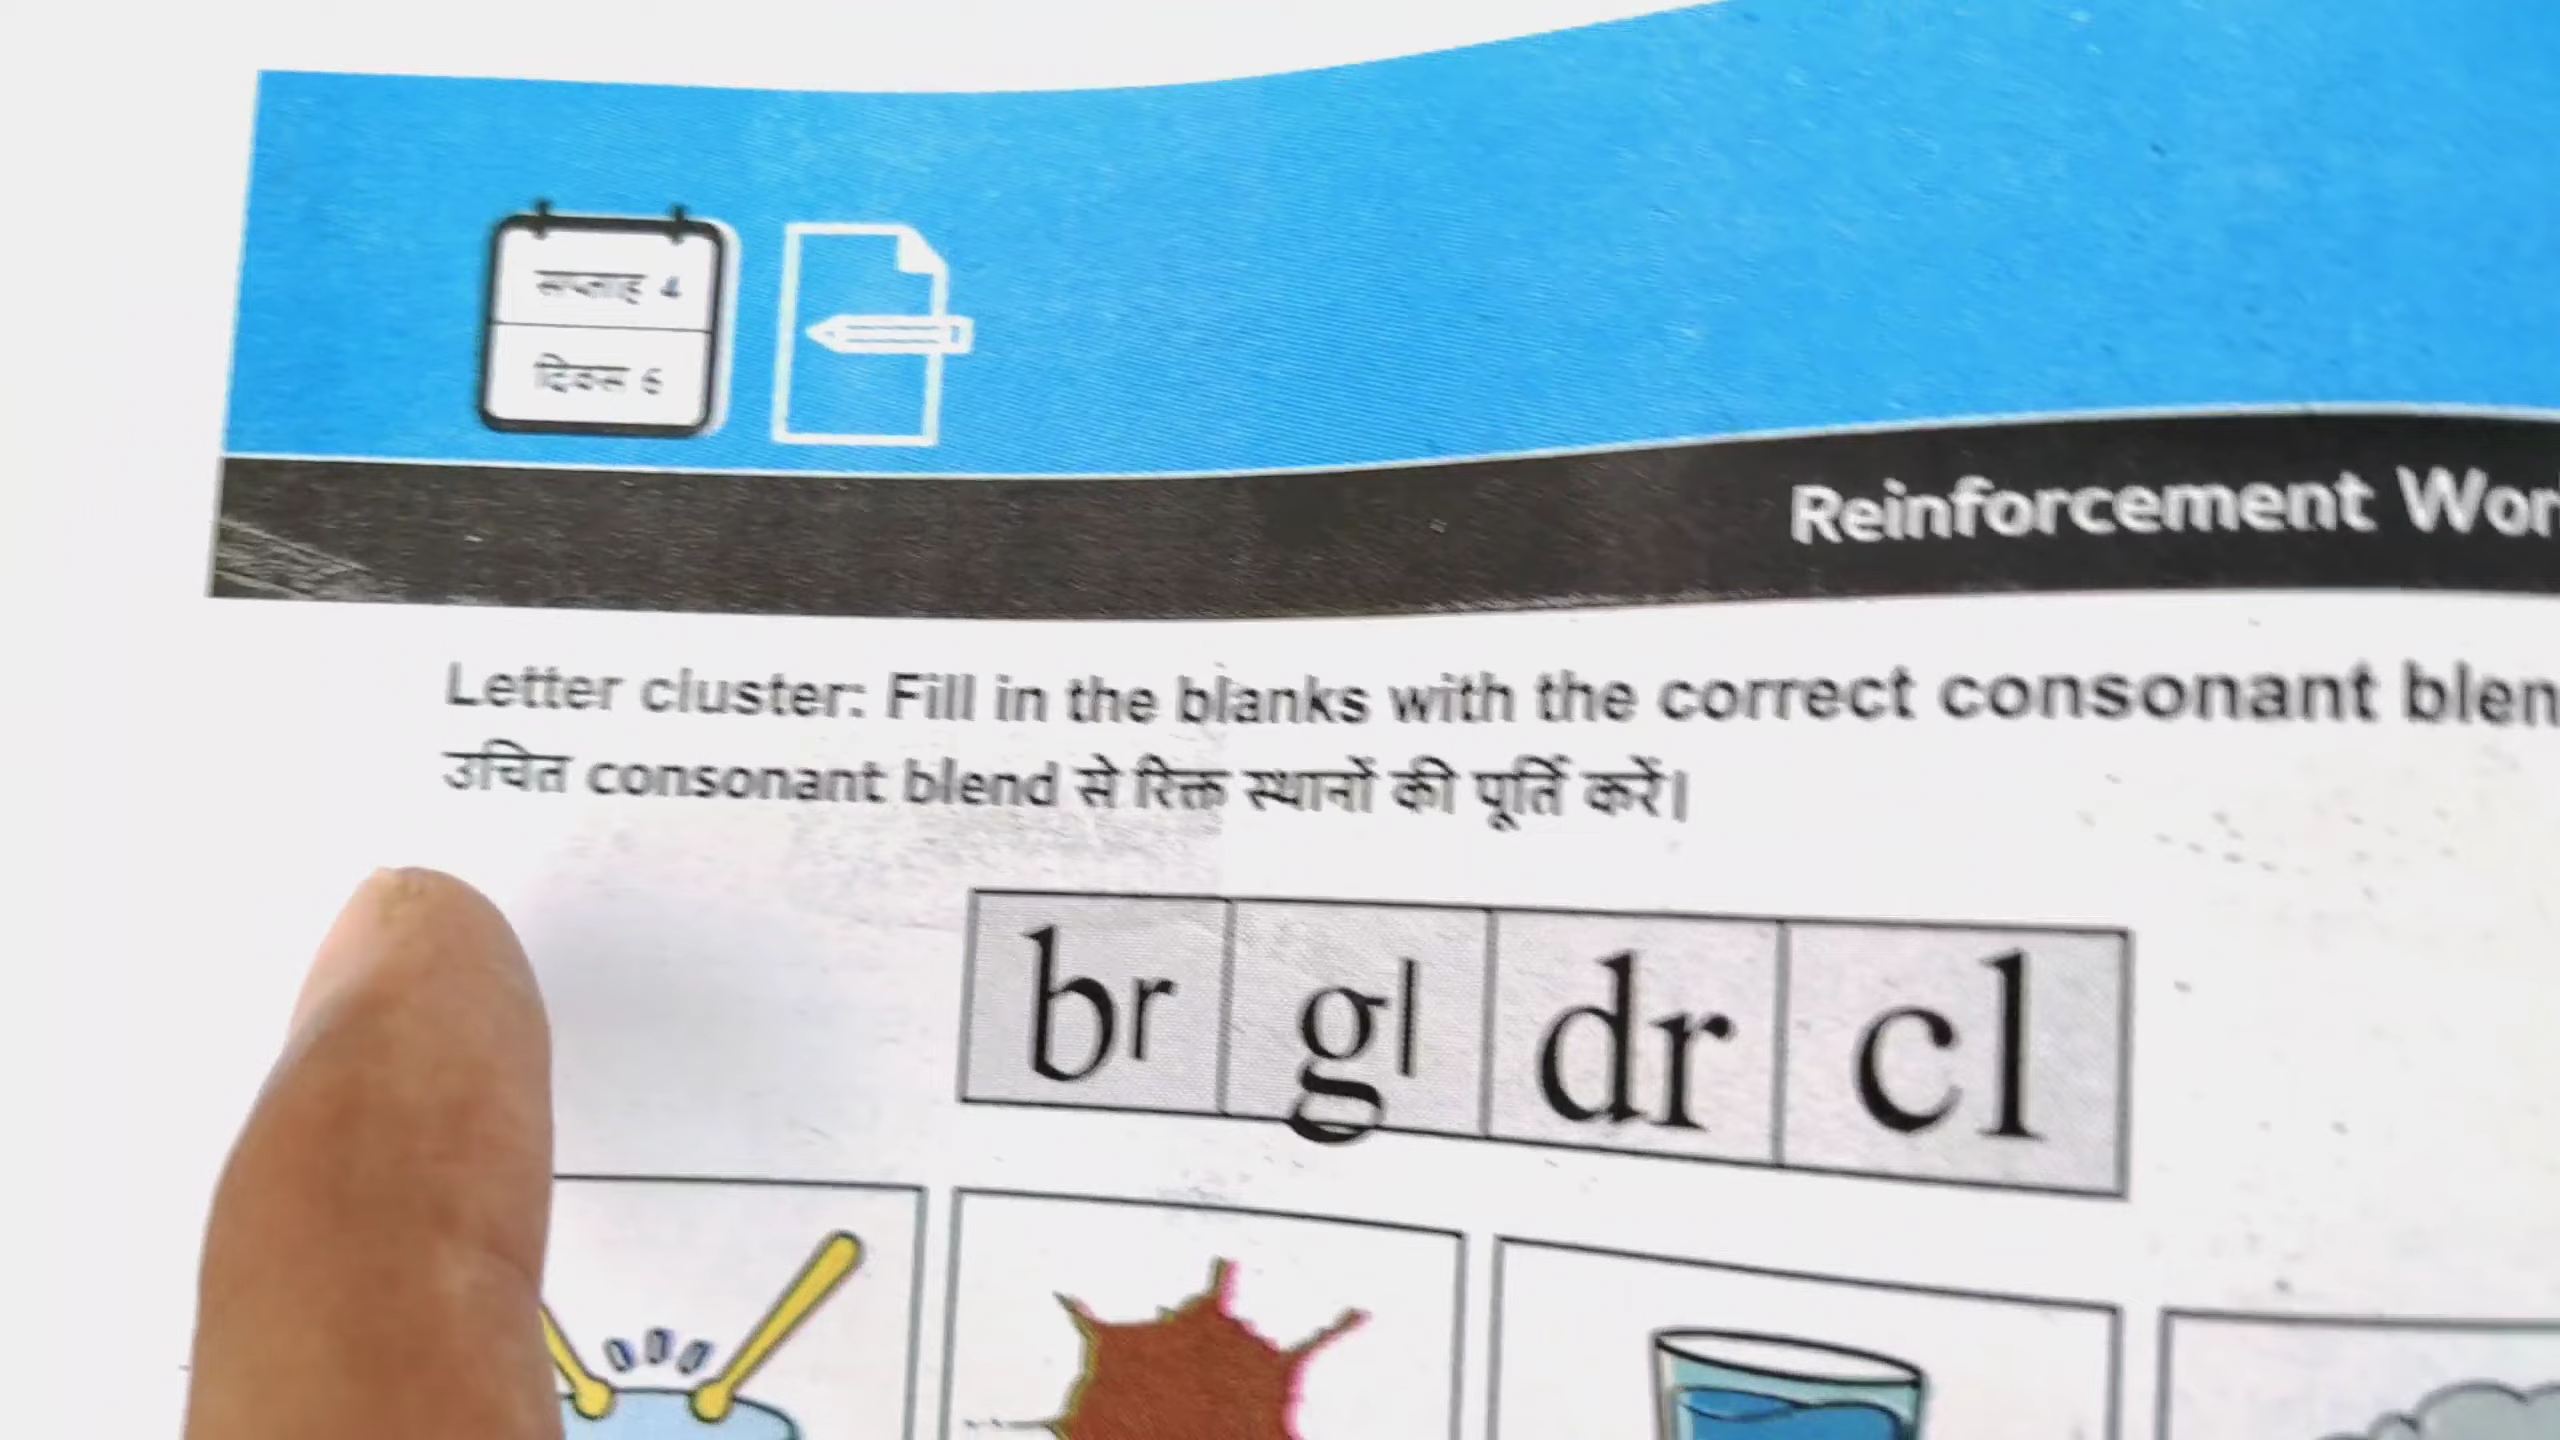 सप्ताह 4
दिवस 6
Reinforcement Wor
Letter cluster: Fill in the blanks with the correct consonant blen
उचित consonant blend से रिक्त स्थानों की पूर्ति करें।
br gl dr cl